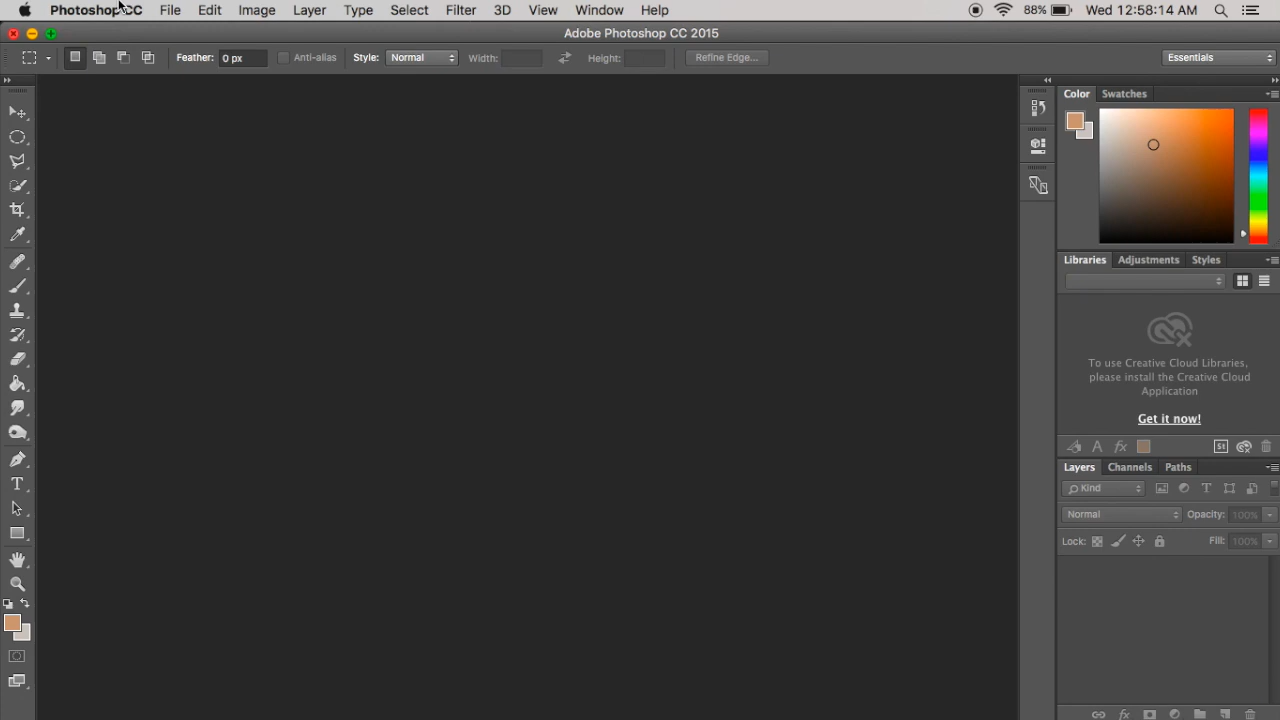 Photoshop CC File Edit Image Layer Type Select Filter 3D View Window Help 88% Wed 12:58:14 AM
Adobe Photoshop CC 2015
Feather: 0 px Anti-alias Style: Normal Width: Height: Refine Edge... Essentials
Color Swatches
Libraries Adjustments Styles
To use Creative Cloud Libraries,
please install the Creative Cloud
Application
Get it now!
A fx St
Layers Channels Paths
Kind T
Normal Opacity: 100%
Lock: Fill: 100%
T
fx